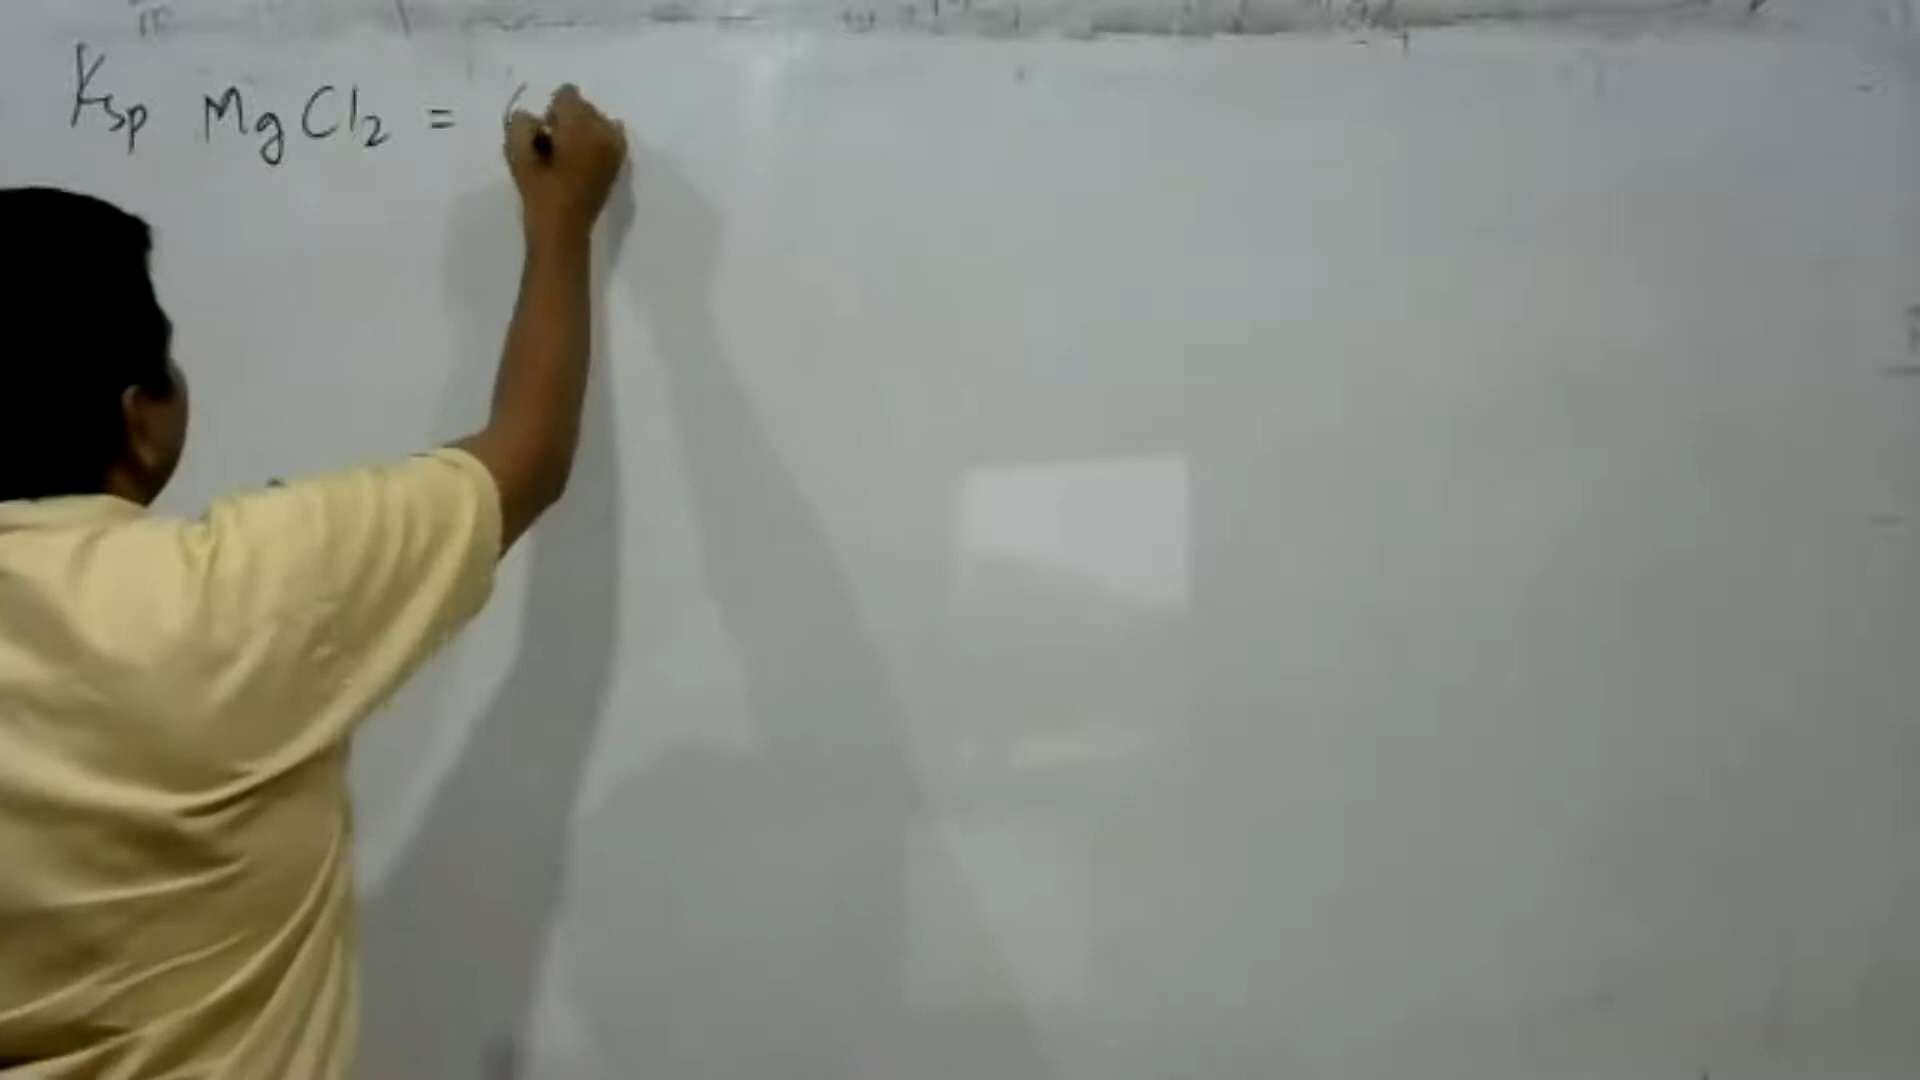 Ksp MgCl₂ =